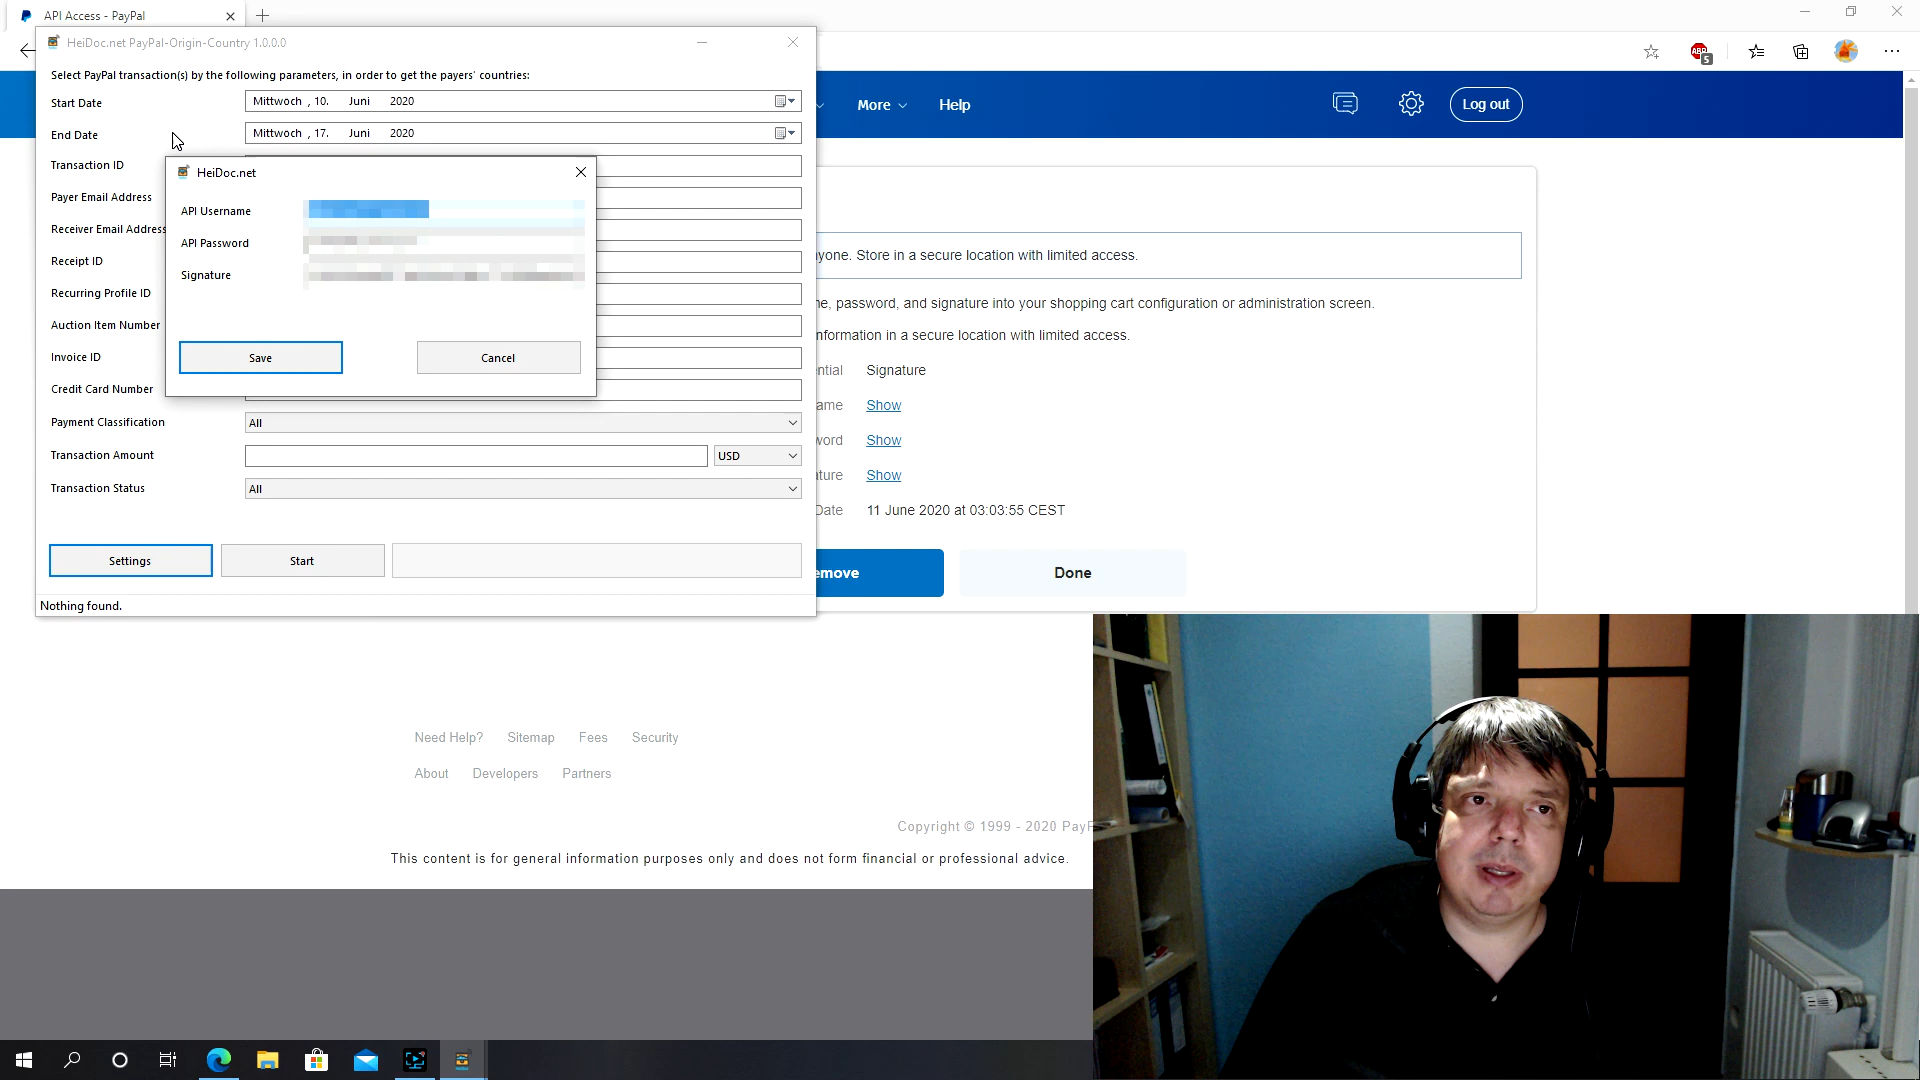 API Access - PayPal
HeiDoc.net PayPal-Origin-Country 1.0.0.0
Select PayPal transaction(s) by the following parameters, in order to get the payers' countries:
Start Date
Mittwoch , 10. Juni 2020
End Date
Mittwoch , 17. Juni 2020
Transaction ID
Payer Email Address
Receiver Email Address
Receipt ID
Recurring Profile ID
Auction Item Number
Invoice ID
Credit Card Number
Payment Classification
All
Transaction Amount
USD
Transaction Status
All
Settings
Start
Nothing found.
HeiDoc.net
API Username
API Password
Signature
Save
Cancel
ABP
5
More
Help
Log out
yone. Store in a secure location with limited access.
e, password, and signature into your shopping cart configuration or administration screen.
nformation in a secure location with limited access.
ntial Signature
ame Show
word Show
ture Show
Date 11 June 2020 at 03:03:55 CEST
emove
Done
Need Help? Sitemap Fees Security
About Developers Partners
Copyright © 1999 - 2020 PayP
This content is for general information purposes only and does not form financial or professional advice.